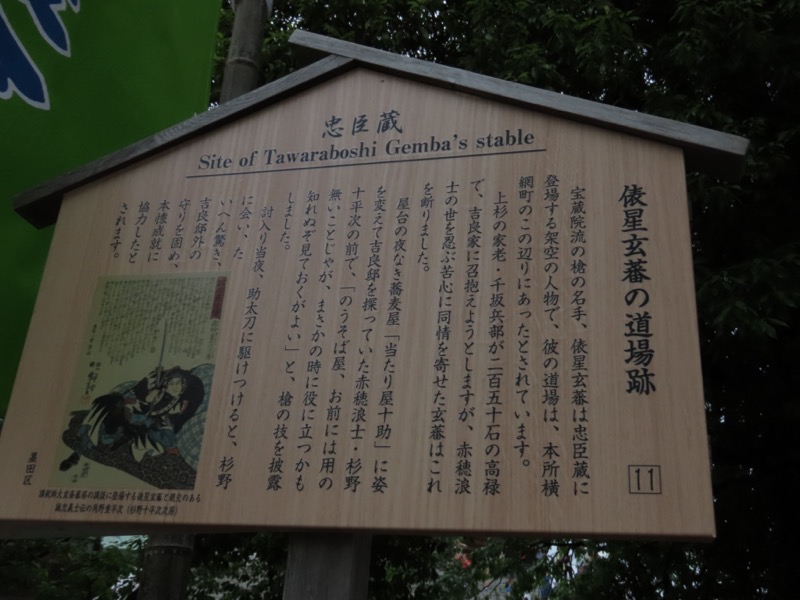 忠臣蔵
Site of Tawaraboshi Gemba's stable
俵星玄蕃の道場跡
11
宝蔵院流の槍の名手、俵星玄蕃は忠臣蔵に
登場する架空の人物で、彼の道場は、本所横
網町のこの辺りにあったとされています。
上杉の家老・千坂兵部が二百五十石の高禄
で、吉良家に召抱えようとしますが、赤穂浪
士の世を忍ぶ苦心に同情を寄せた玄蕃はこれ
を断りました。
屋台の夜なき蕎麦屋「当たり屋十助」に姿
を変えて吉良邸を探っていた赤穂浪士・杉野
十平次の前で、「のうそば屋、お前には用の
無いことじゃが、まさかの時に役に立つかも
知れぬぞ見ておくがよい」と、槍の技を披露
しました。
討入り当夜、助太刀に駆けつけると、杉野
に会い、た
いへん驚き、
吉良邸外の
守りを固め、
本懐成就に
協力したと
されます。
墨田区